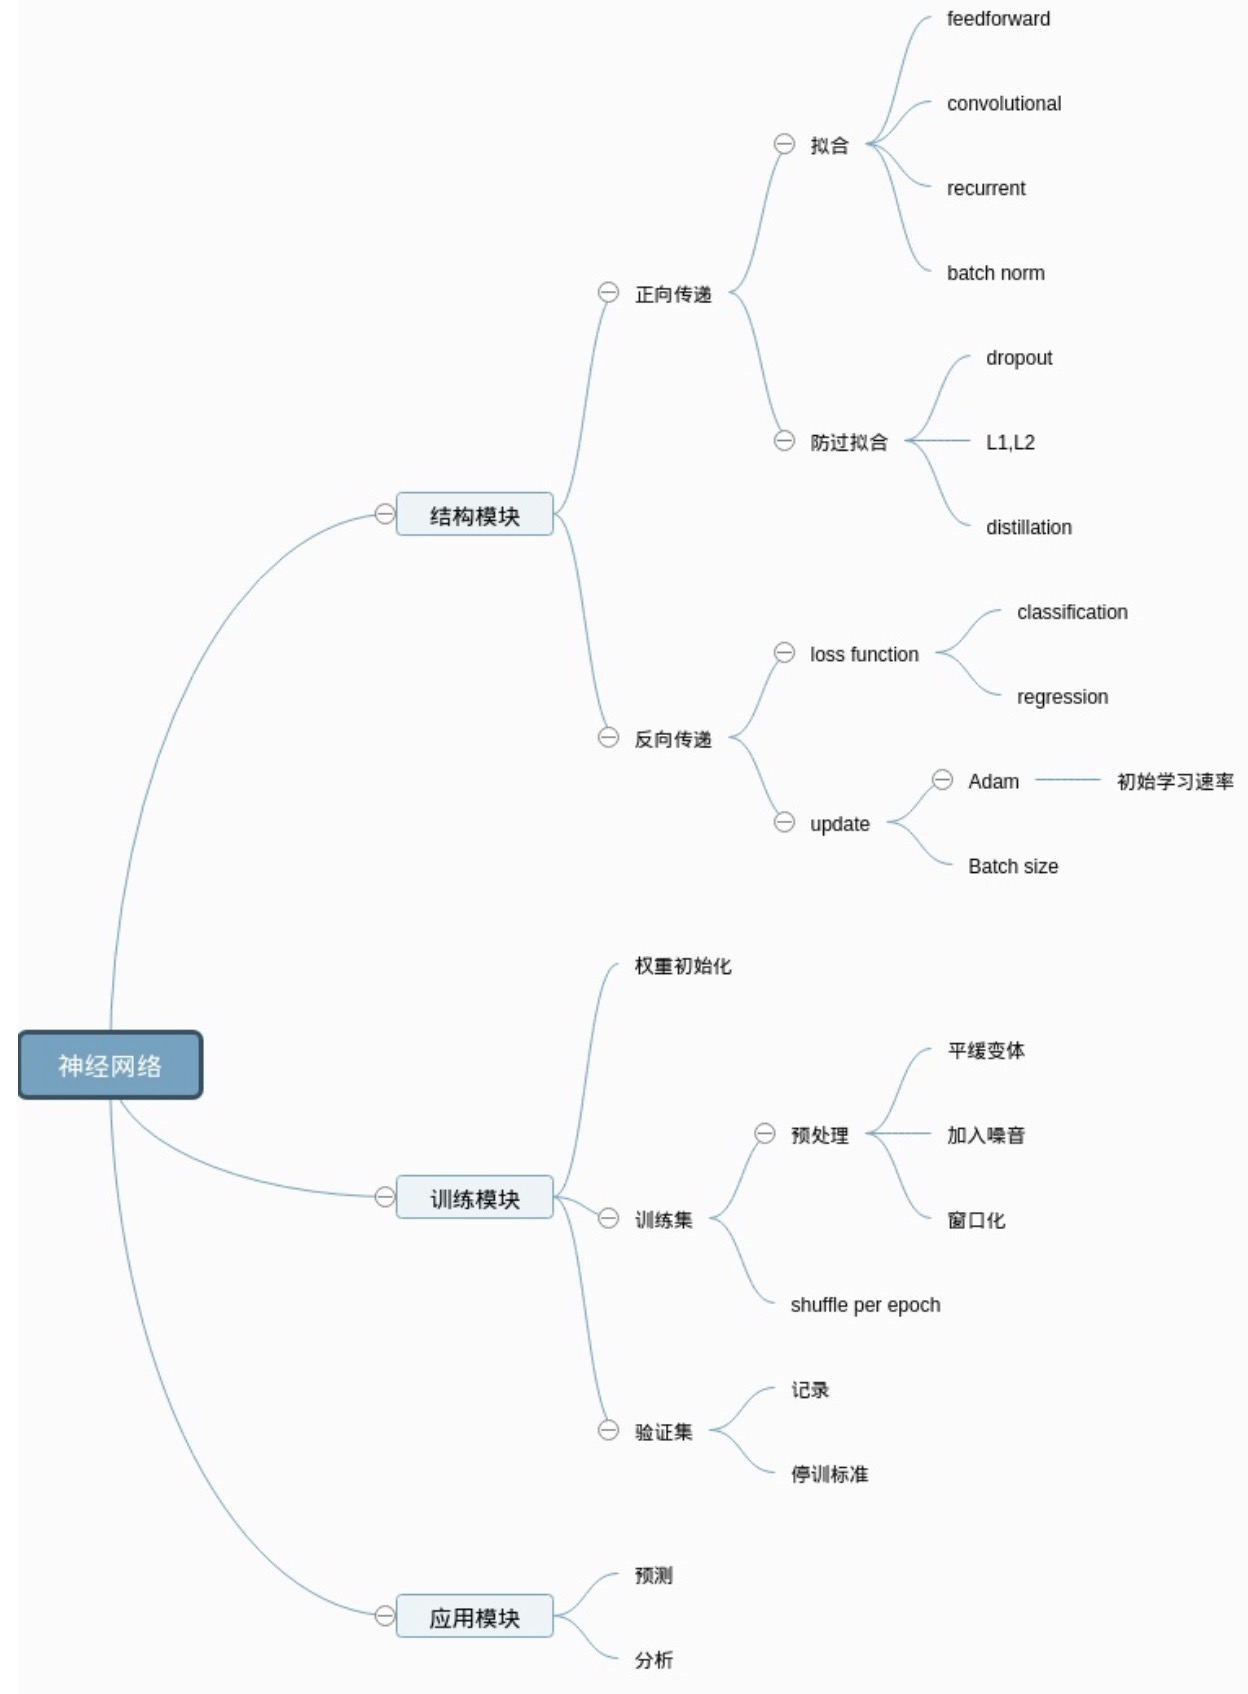 feedforward
convolutional
拟合
recurrent
batch norm
正向传递
dropout
防过拟合
L1,L2
distillation
结构模块
classification
loss function
regression
反向传递
Adam
初始学习速率
update
Batch size
权重初始化
神经网络
平缓变体
预处理
加入噪音
窗口化
训练模块
训练集
shuffle per epoch
记录
验证集
停训标准
预测
应用模块
分析